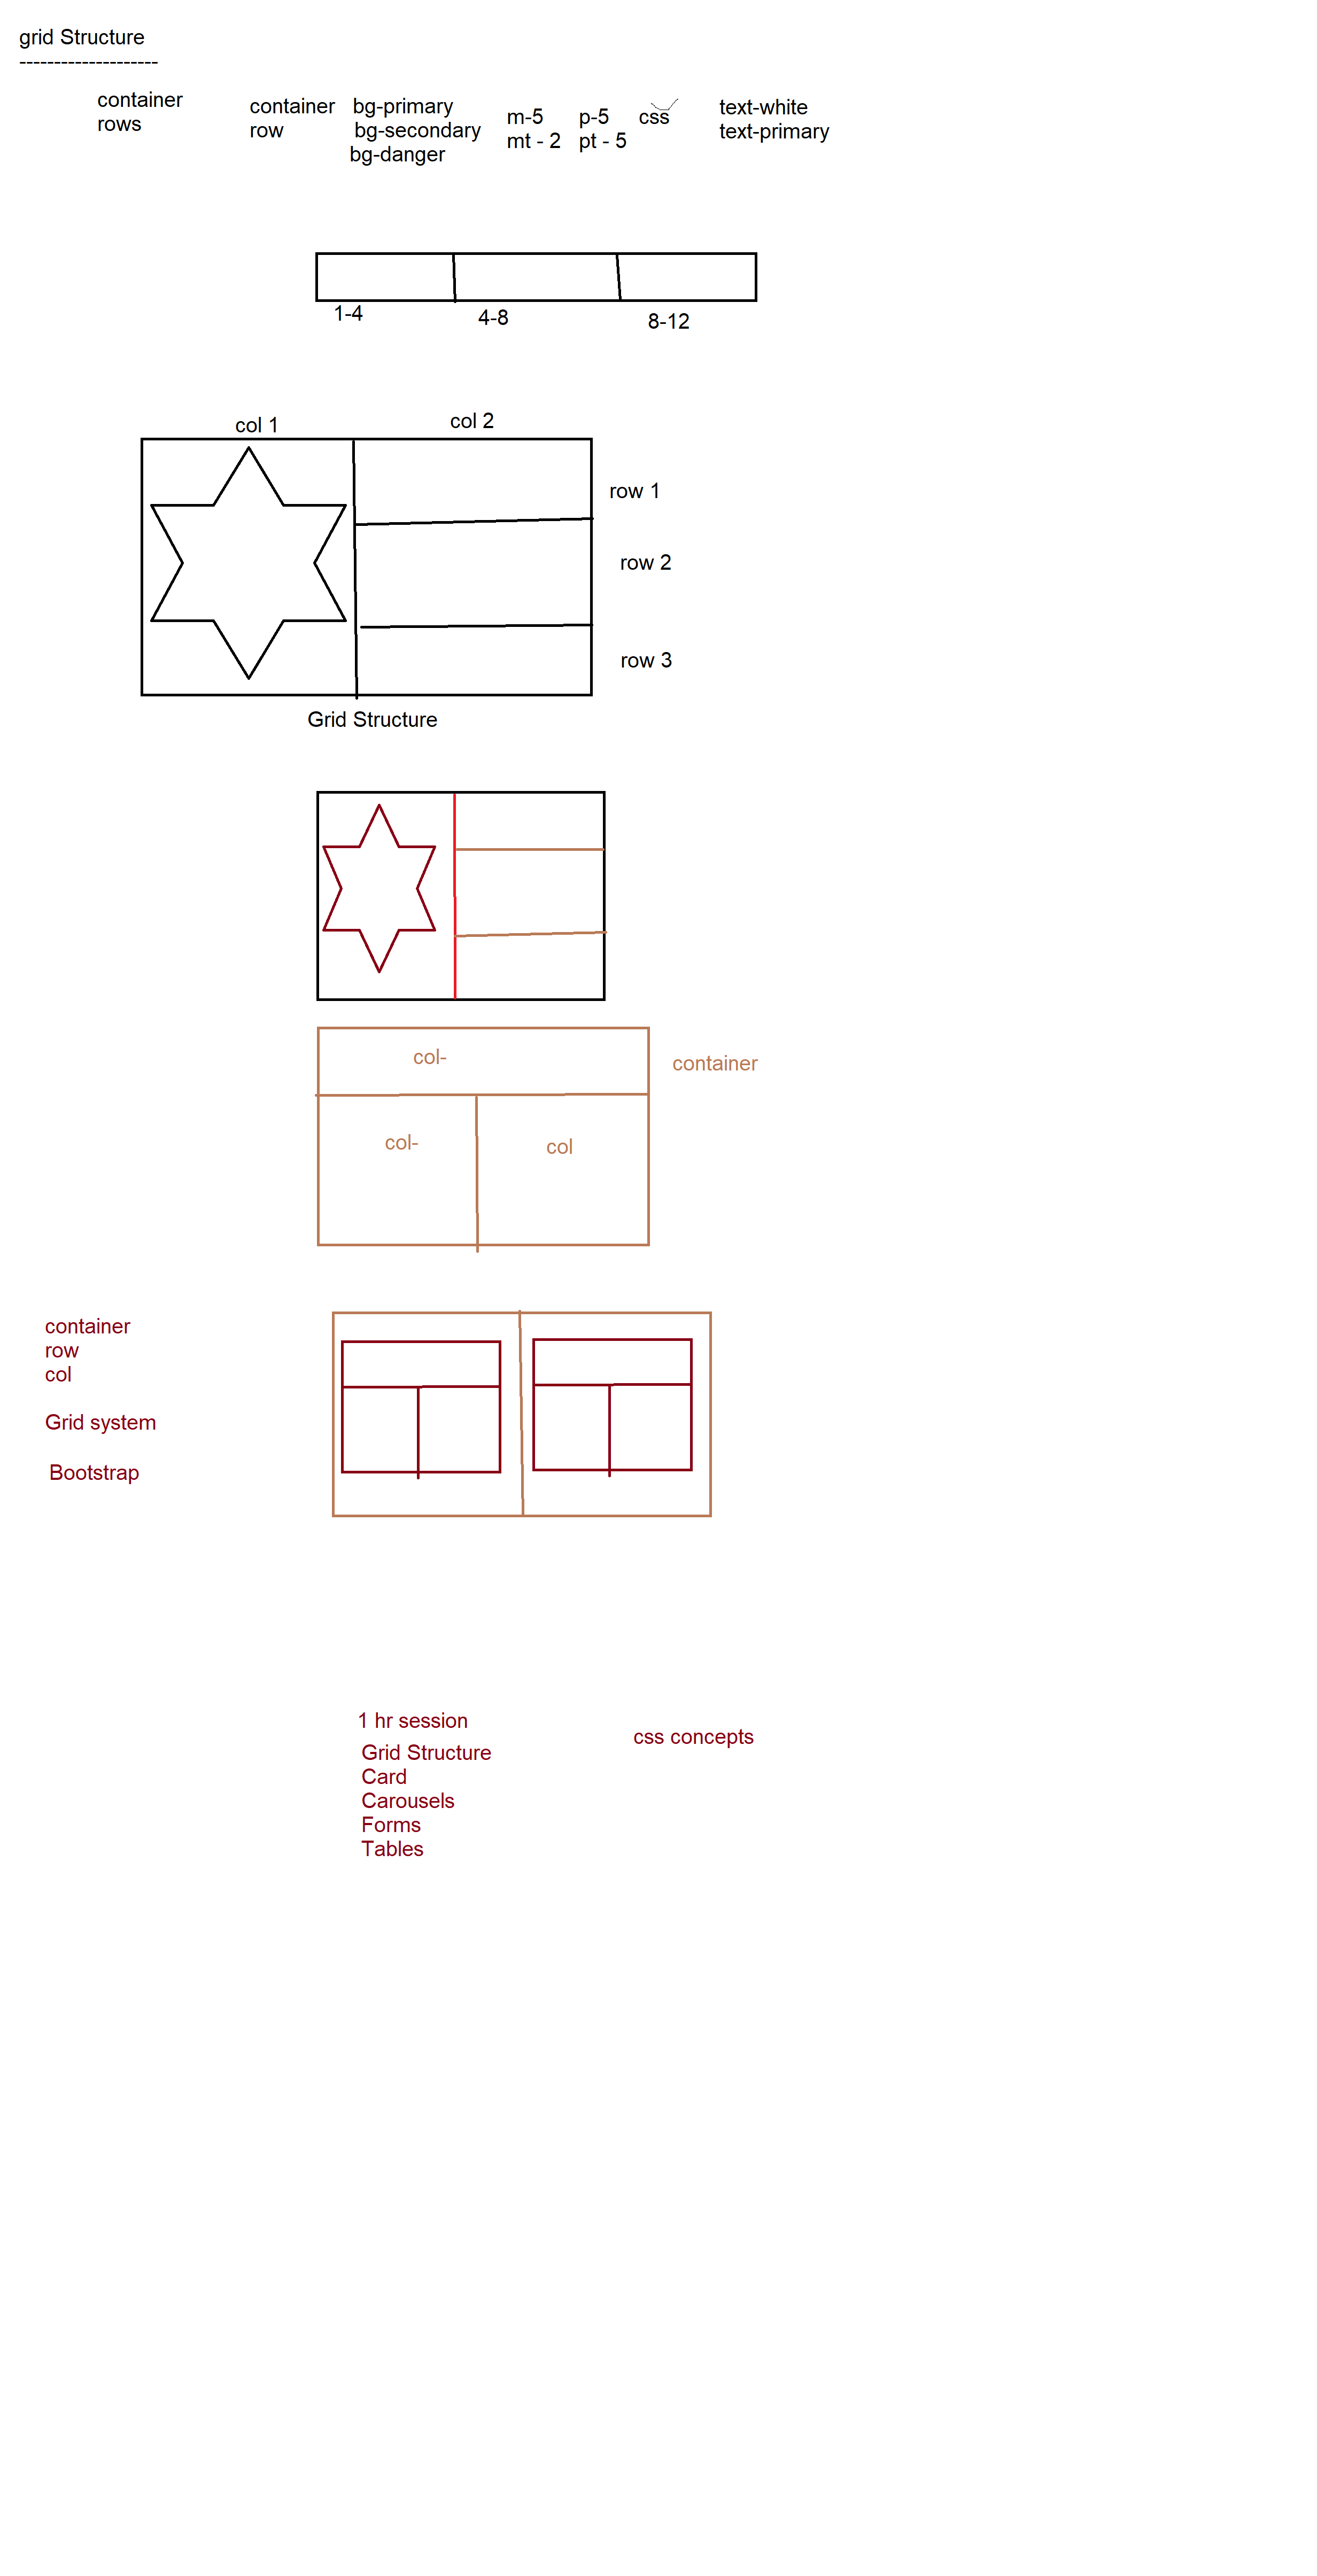 grid Structure
--------------------
container
rows
container
row
bg-primary
bg-secondary
bg-danger
m-5
mt - 2
p-5
pt - 5
css
text-white
text-primary
1-4
4-8
8-12
col 1
col 2
row 1
row 2
row 3
Grid Structure
col-
container
col-
col
container
row
col
Grid system
Bootstrap
1 hr session
Grid Structure
Card
Carousels
Forms
Tables
css concepts